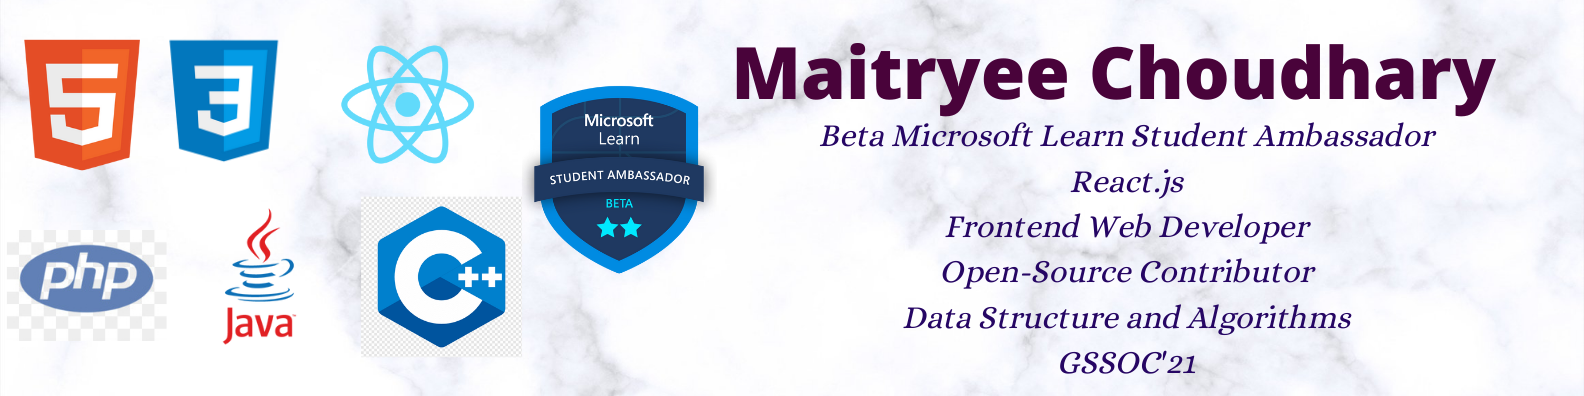 5
3
Microsoft
Learn
STUDENT AMBASSADOR
BETA
php
Java
C++
Maitryee Choudhary
Beta Microsoft Learn Student Ambassador
React.js
Frontend Web Developer
Open-Source Contributor
Data Structure and Algorithms
GSSOC'21